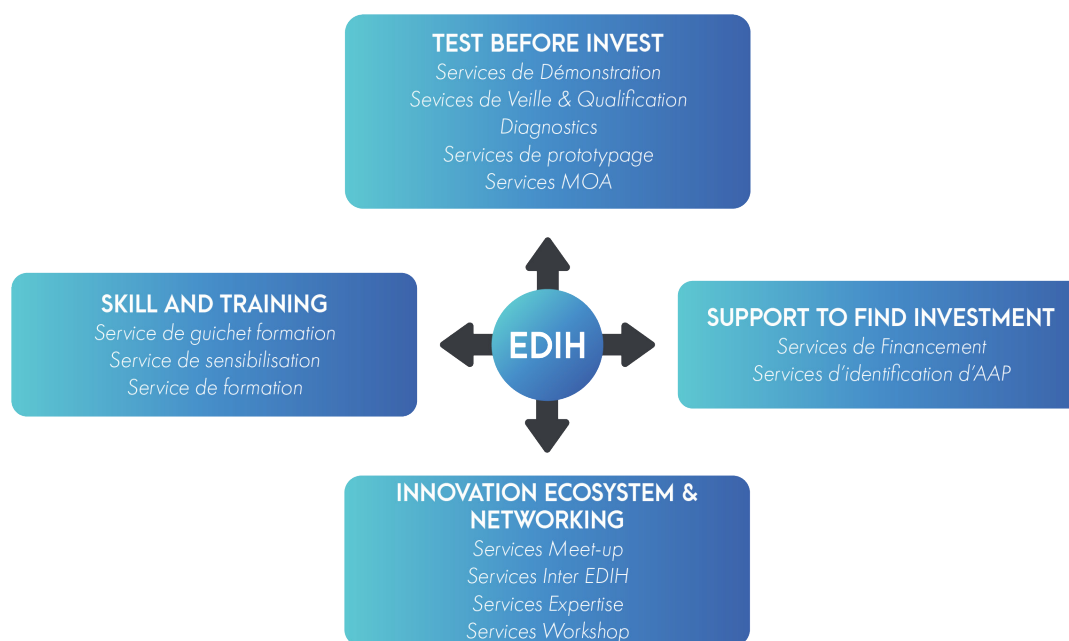 TEST BEFORE INVEST
Services de Démonstration
Sevices de Veille & Qualification
Diagnostics
Services de prototypage
Services MOA
SKILL AND TRAINING
Service de guichet formation
Service de sensibilisation
Service de formation
EDIH
SUPPORT TO FIND INVESTMENT
Services de Financement
Services d’identification d’AAP
INNOVATION ECOSYSTEM &
NETWORKING
Services Meet-up
Services Inter EDIH
Services Expertise
Services Workshop